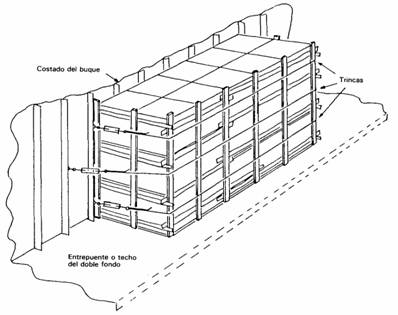 Costado del buque
Trincas
Entrepuente o techo
del doble fondo